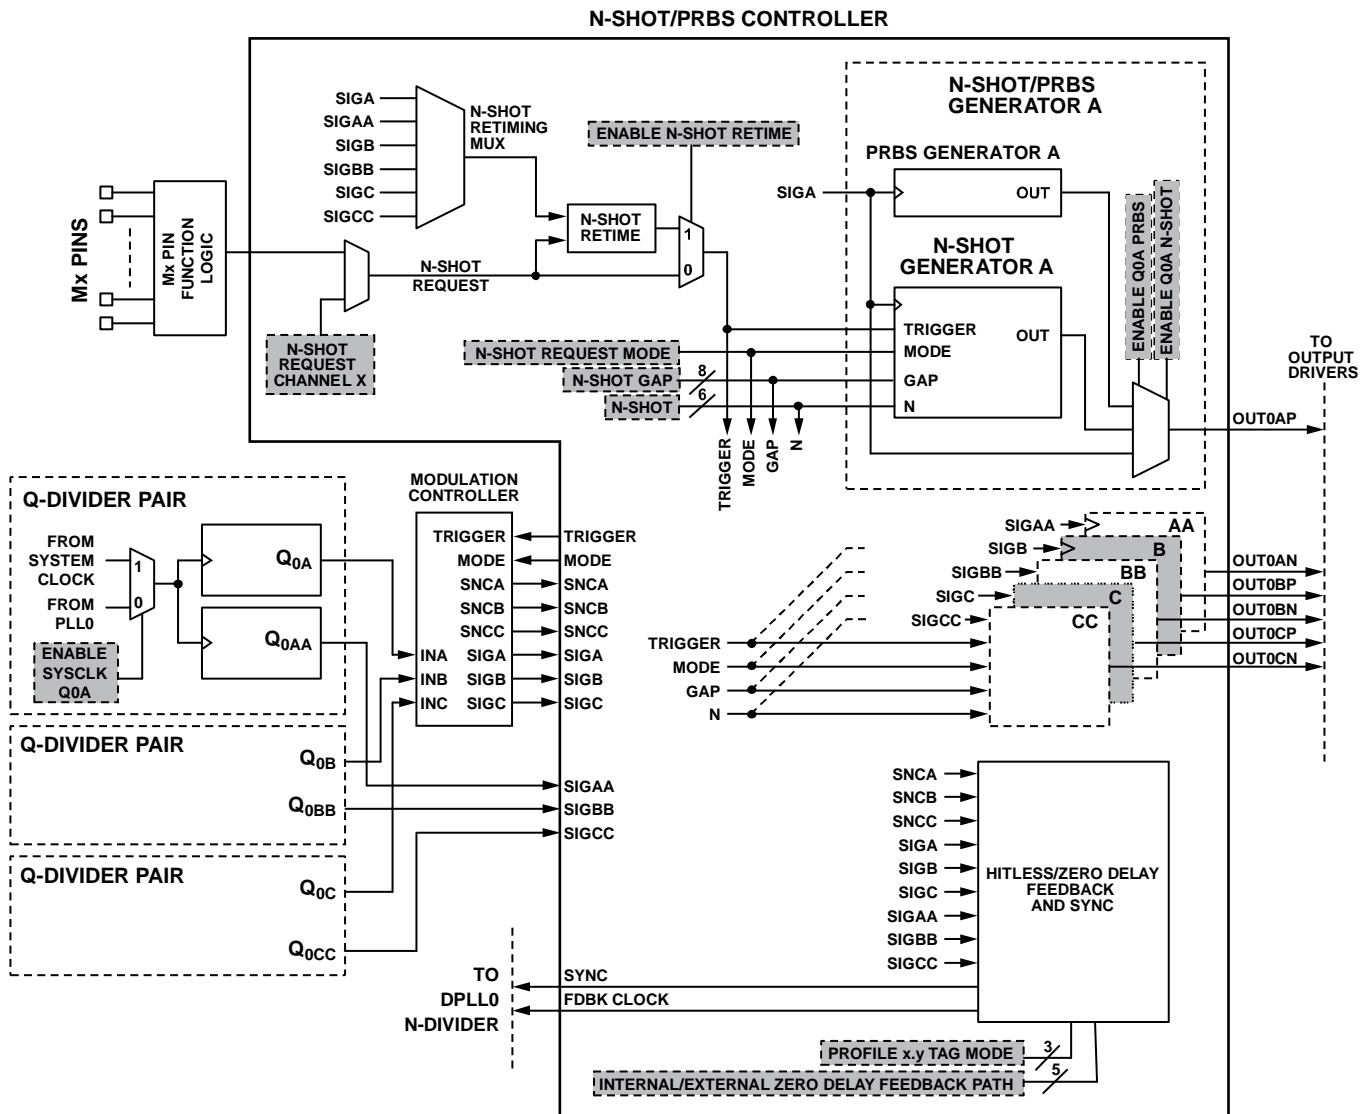 N-SHOT/PRBS CONTROLLER
SIGA
SIGAA
SIGB
SIGBB
SIGC
SIGCC
N-SHOT
RETIMING
MUX
ENABLE N-SHOT RETIME
N-SHOT
RETIME
1
0
Mx PINS
Mx PIN
FUNCTION
LOGIC
N-SHOT
REQUEST
N-SHOT
REQUEST
CHANNEL X
N-SHOT REQUEST MODE
N-SHOT GAP
8
N-SHOT
6
TRIGGER
MODE
GAP
N
N-SHOT/PRBS
GENERATOR A
PRBS GENERATOR A
SIGA
OUT
N-SHOT
GENERATOR A
TRIGGER
MODE
GAP
N
OUT
ENABLE Q0A PRBS
ENABLE Q0A N-SHOT
TO
OUTPUT
DRIVERS
OUT0AP
Q-DIVIDER PAIR
FROM
SYSTEM
CLOCK
FROM
PLL0
1
0
ENABLE
SYSCLK
Q0A
Q0A
Q0AA
Q-DIVIDER PAIR
Q0B
Q0BB
Q-DIVIDER PAIR
Q0C
Q0CC
MODULATION
CONTROLLER
TRIGGER
MODE
SNCA
SNCB
SNCC
INA SIGA
INB SIGB
INC SIGC
TRIGGER
MODE
SNCA
SNCB
SNCC
SIGA
SIGB
SIGC
SIGAA
SIGBB
SIGCC
SIGAA
SIGB
SIGBB
SIGC
SIGCC
AA
B
BB
C
CC
TRIGGER
MODE
GAP
N
OUT0AN
OUT0BP
OUT0BN
OUT0CP
OUT0CN
SNCA
SNCB
SNCC
SIGA
SIGB
SIGC
SIGAA
SIGBB
SIGCC
HITLESS/ZERO DELAY
FEEDBACK
AND SYNC
TO
DPLL0
N-DIVIDER
SYNC
FDBK CLOCK
PROFILE x.y TAG MODE
3
INTERNAL/EXTERNAL ZERO DELAY FEEDBACK PATH
5